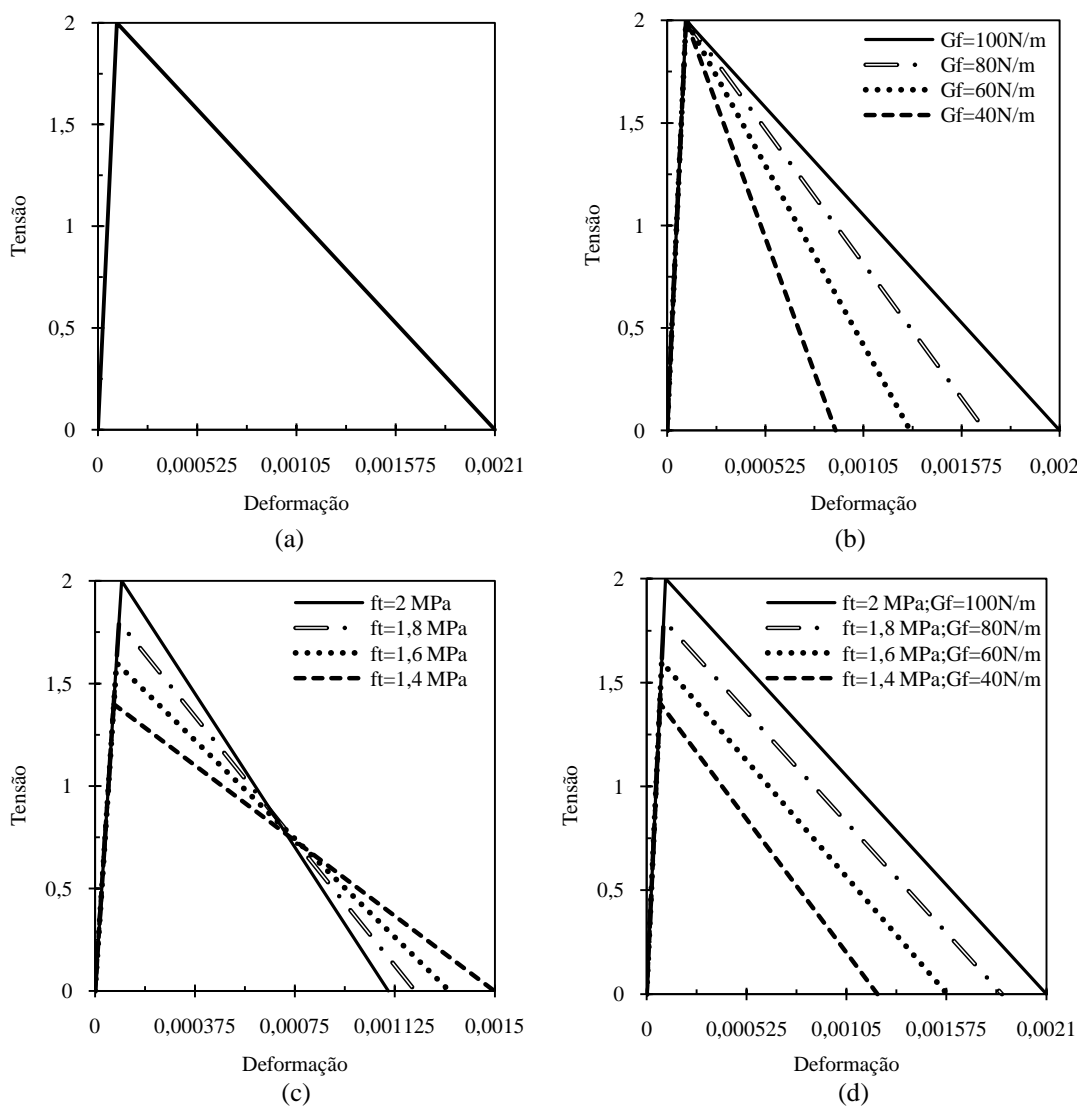 2
1,5
1
0,5
0
Tensão
0
0,000525
0,00105
0,001575
0,0021
Deformação
(a)
2
1,5
1
0,5
0
Tensão
Gf=100N/m
Gf=80N/m
Gf=60N/m
Gf=40N/m
0
0,000525
0,00105
0,001575
0,002
Deformação
(b)
2
1,5
1
0,5
0
Tensão
ft=2 MPa
ft=1,8 MPa
ft=1,6 MPa
ft=1,4 MPa
0
0,000375
0,00075
0,001125
0,0015
Deformação
(c)
2
1,5
1
0,5
0
Tensão
ft=2 MPa;Gf=100N/m
ft=1,8 MPa;Gf=80N/m
ft=1,6 MPa;Gf=60N/m
ft=1,4 MPa;Gf=40N/m
0
0,000525
0,00105
0,001575
0,0021
Deformação
(d)